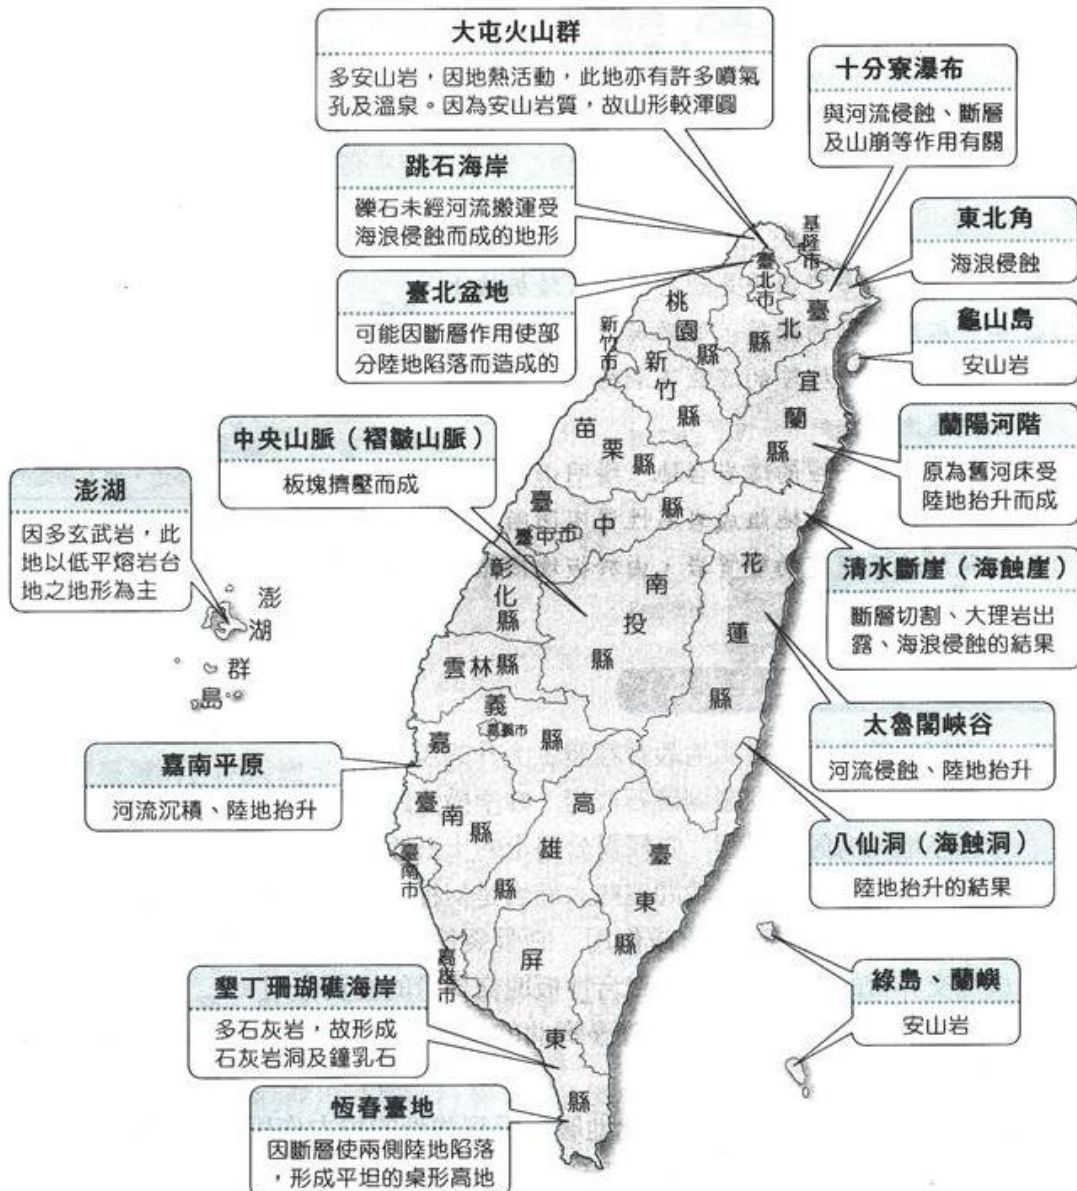 大屯火山群
多安山岩，因地熱活動，此地亦有許多噴氣
孔及溫泉。因為安山岩質，故山形較渾圓
十分寮瀑布
與河流侵蝕、斷層
及山崩等作用有關
跳石海岸
礫石未經河流搬運受
海浪侵蝕而成的地形
東北角
海浪侵蝕
臺北盆地
可能因斷層作用使部
分陸地陷落而造成的
龜山島
安山岩
中央山脈（褶皺山脈）
板塊擠壓而成
蘭陽河階
原為舊河床受
陸地抬升而成
澎湖
因多玄武岩，此
地以低平熔岩台
地之地形為主
清水斷崖（海蝕崖）
斷層切割、大理岩出
露、海浪侵蝕的結果
太魯閣峽谷
河流侵蝕、陸地抬升
嘉南平原
河流沉積、陸地抬升
八仙洞（海蝕洞）
陸地抬升的結果
墾丁珊瑚礁海岸
多石灰岩，故形成
石灰岩洞及鐘乳石
綠島、蘭嶼
安山岩
恆春臺地
因斷層使兩側陸地陷落
，形成平坦的桌形高地
基隆市
臺北市
臺北縣
桃園縣
新竹市
新竹縣
宜蘭縣
苗栗縣
臺中縣
臺中市
彰化縣
南投縣
花蓮縣
雲林縣
嘉義縣
嘉義市
臺南縣
臺南市
高雄縣
高雄市
臺東縣
屏東縣
澎湖群島